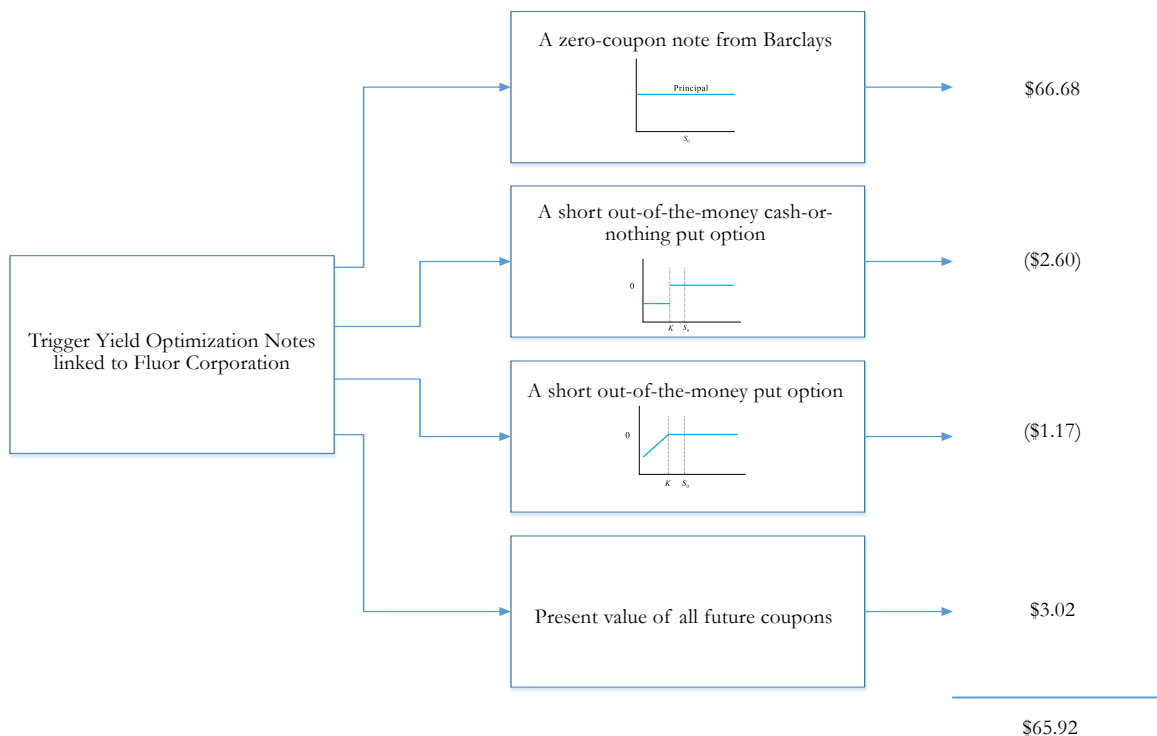 A zero-coupon note from Barclays
Principal
S0
$66.68
A short out-of-the-money cash-or-
nothing put option
0
K S0
($2.60)
Trigger Yield Optimization Notes
linked to Fluor Corporation
A short out-of-the-money put option
0
K S0
($1.17)
Present value of all future coupons
$3.02
$65.92